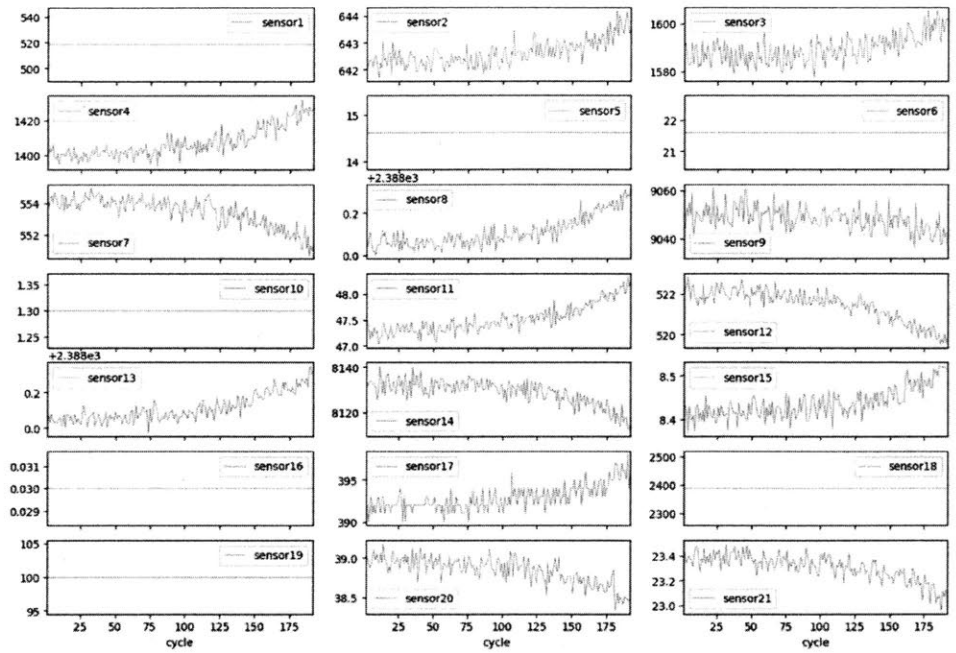 540
520
500
sensor1
644
643
642
sensor2
1600
1580
sensor3
1420
1400
sensor4
15
14
sensor5
22
21
sensor6
554
552
sensor7
+2.388e3
0.2
0.0
sensor8
9060
9040
sensor9
1.35
1.30
1.25
sensor10
48.0
47.5
47.0
sensor11
522
520
sensor12
+2.388e3
0.2
0.0
sensor13
8140
8120
sensor14
8.5
8.4
sensor15
0.031
0.030
0.029
sensor16
395
390
sensor17
2500
2400
2300
sensor18
105
100
95
sensor19
39.0
38.5
sensor20
23.4
23.2
23.0
sensor21
25 50 75 100 125 150 175
cycle
25 50 75 100 125 150 175
cycle
25 50 75 100 125 150 175
cycle